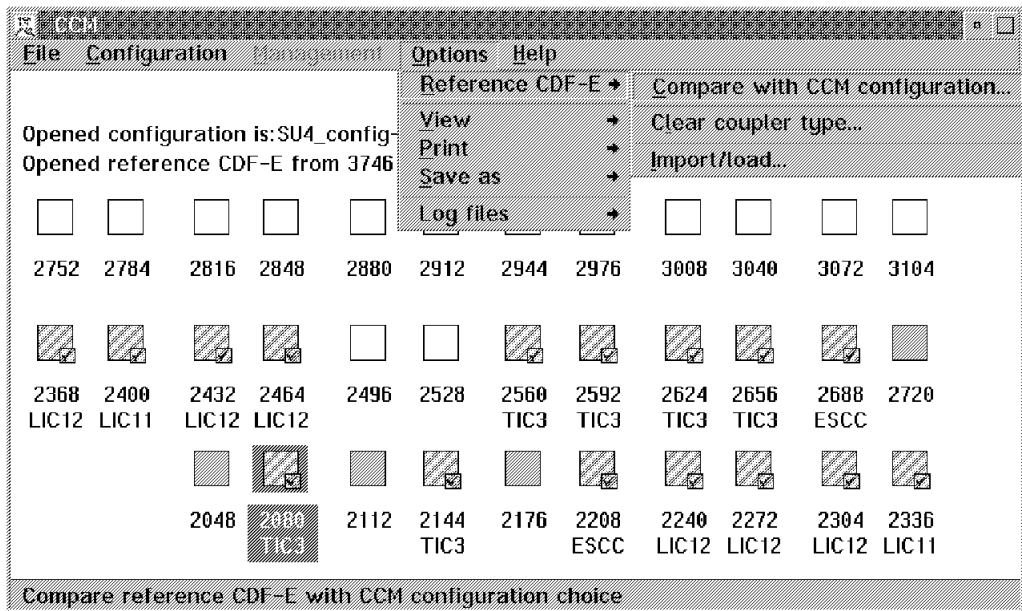 CCM
File Configuration Management Options Help
Reference CDF-E Compare with CCM configuration...
View Clear coupler type...
Print Import/load...
Save as
Log files
Opened configuration is:SU4_config-
Opened reference CDF-E from 3746
2752 2784 2816 2848 2880 2912 2944 2976 3008 3040 3072 3104
2368 2400 2432 2464 2496 2528 2560 2592 2624 2656 2688 2720
LIC12 LIC11 LIC12 LIC12 TIC3 TIC3 TIC3 TIC3 ESCC
2048 2080 2112 2144 2176 2208 2240 2272 2304 2336
TIC3 TIC3 ESCC LIC12 LIC12 LIC12 LIC11
Compare reference CDF-E with CCM configuration choice